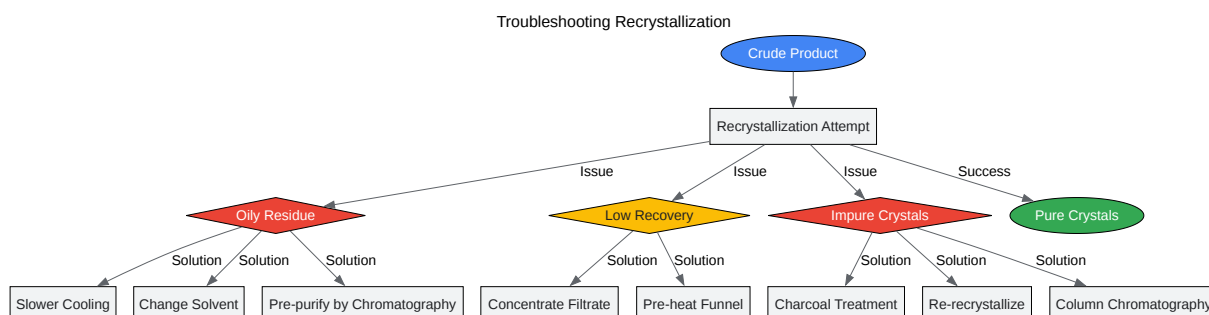 Troubleshooting Recrystallization
Crude Product
Recrystallization Attempt
Issue
Issue
Issue
Success
Oily Residue
Low Recovery
Impure Crystals
Pure Crystals
Solution
Solution
Solution
Solution
Solution
Solution
Solution
Solution
Slower Cooling
Change Solvent
Pre-purify by Chromatography
Concentrate Filtrate
Pre-heat Funnel
Charcoal Treatment
Re-recrystallize
Column Chromatography